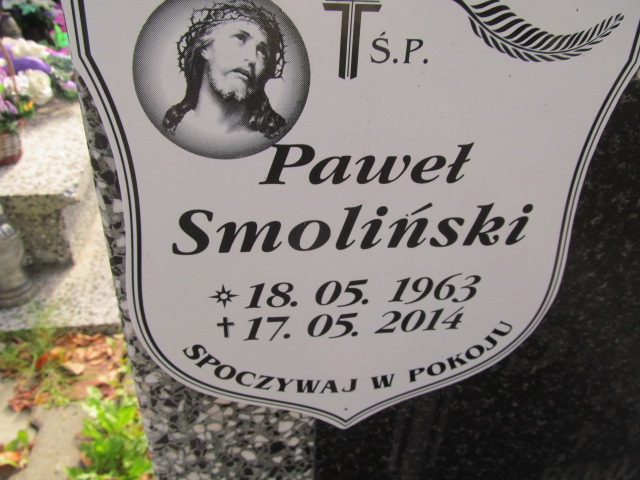 Ś.P.
Paweł
Smoliński
18. 05. 1963
17. 05. 2014
SPOCZYWAJ W POKOJU